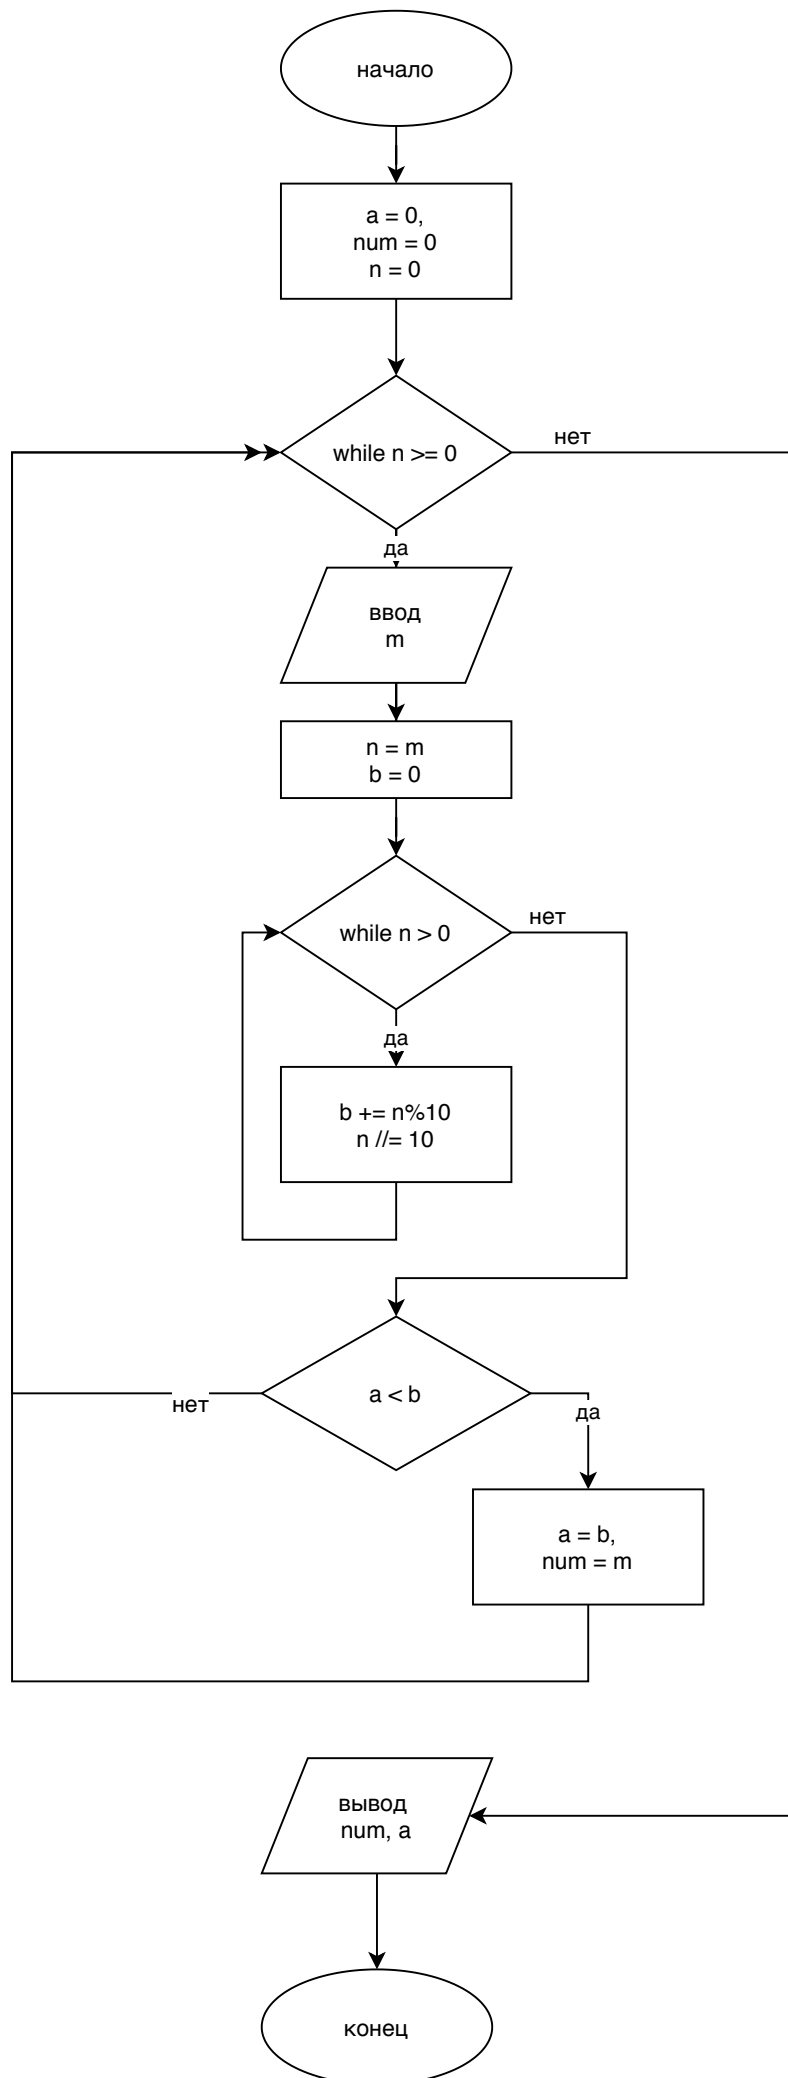 начало
a = 0,
num = 0
n = 0
while n >= 0
нет
да
ввод
m
n = m
b = 0
while n > 0
нет
да
b += n%10
n //= 10
a < b
нет
да
a = b,
num = m
вывод
num, a
конец